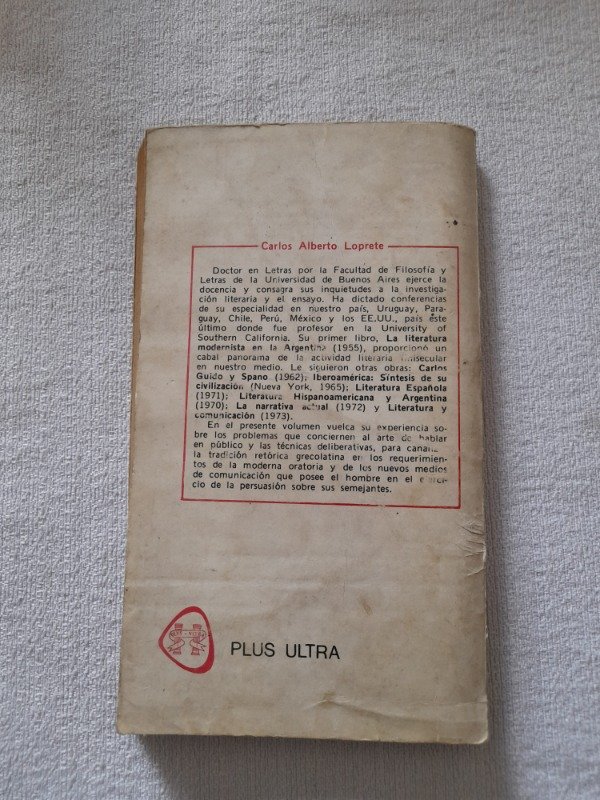 Carlos Alberto Loprete
Doctor en Letras por la Facultad de Filosofía y
Letras de la Universidad de Buenos Aires ejerce la
docencia y consagra sus inquietudes a la investiga-
ción literaria y el ensayo. Ha dictado conferencias
de su especialidad en nuestro país, Uruguay, Para-
guay, Chile, Perú, México y los EE.UU., país este
último donde fue profesor en la University of
Southern California. Su primer libro, La literatura
modernista en la Argentina (1955), proporcionó un
cabal panorama de la actividad literaria finisecular
en nuestro medio. Le siguieron otras obras: Carlos
Guido y Spano (1962); Iberoamérica: Síntesis de su
civilización (Nueva York, 1965); Literatura Española
(1971); Literatura Hispanoamericana y Argentina
(1970); La narrativa actual (1972) y Literatura y
comunicación (1973).
En el presente volumen vuelca su experiencia so-
bre los problemas que conciernen al arte de hablar
en público y las técnicas deliberativas, para
la tradición retórica grecolatina en los requerimien-
tos de la moderna oratoria y de los nuevos medios
de comunicación que posee el hombre en el ejerci-
cio de la persuasión sobre sus semejantes.
PLUS ULTRA